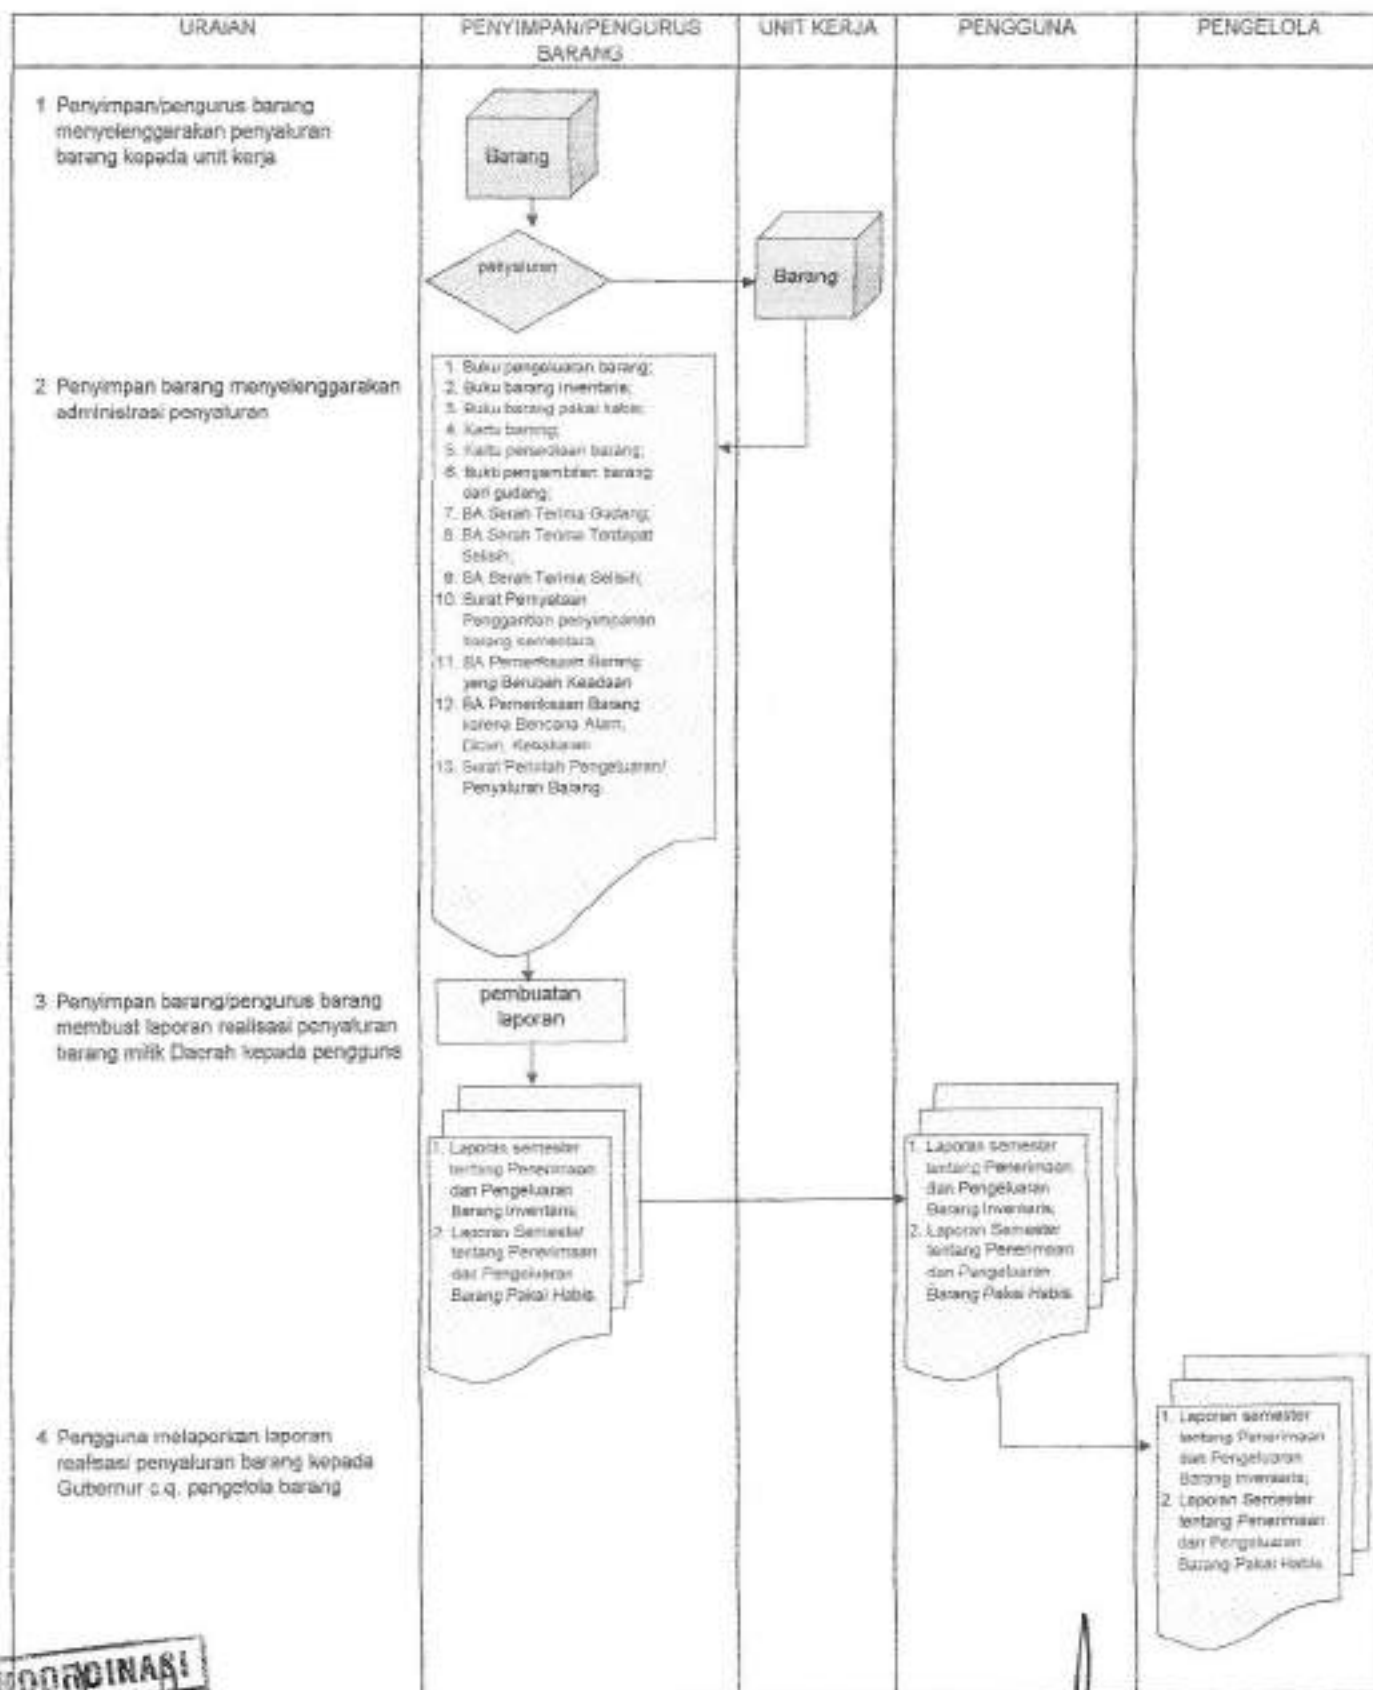 URAIAN
PENYIMPAN/PENGURUS
BARANG
UNIT KERJA
PENGGUNA
PENGELOLA
1 Penyimpan/pengurus barang
menyelenggarakan penyaluran
barang kepada unit kerja
Barang
penyaluran
Barang
2 Penyimpan barang menyelenggarakan
administrasi penyaluran
1. Buku pengeluaran barang;
2. Buku barang inventaris;
3. Buku barang pakai habis;
4. Kartu barang;
5. Kartu persediaan barang;
6. Bukti pengambilan barang
dari gudang;
7. BA Serah Terima Gudang;
8. BA Serah Terima Terdapat
Selisih;
9. BA Serah Terima Selisih;
10. Surat Pernyataan
Penggantian penyimpanan
barang sementara;
11. BA Pemeriksaan Barang
yang Berubah Keadaan
12. BA Pemeriksaan Barang
karena Bencana Alam,
Dicuri, Kebakaran
13. Surat Perintah Pengeluaran/
Penyaluran Barang.
3 Penyimpan barang/pengurus barang
membuat laporan realisasi penyaluran
barang milik Daerah kepada pengguna
pembuatan
laporan
1. Laporan semester
tentang Penerimaan
dan Pengeluaran
Barang Inventaris;
2. Laporan Semester
tentang Penerimaan
dan Pengeluaran
Barang Pakai Habis.
1. Laporan semester
tentang Penerimaan
dan Pengeluaran
Barang Inventaris;
2. Laporan Semester
tentang Penerimaan
dan Pengeluaran
Barang Pakai Habis.
4 Pengguna melaporkan laporan
realisasi penyaluran barang kepada
Gubernur c.q. pengelola barang
1. Laporan semester
tentang Penerimaan
dan Pengeluaran
Barang Inventaris;
2. Laporan Semester
tentang Penerimaan
dan Pengeluaran
Barang Pakai Habis.